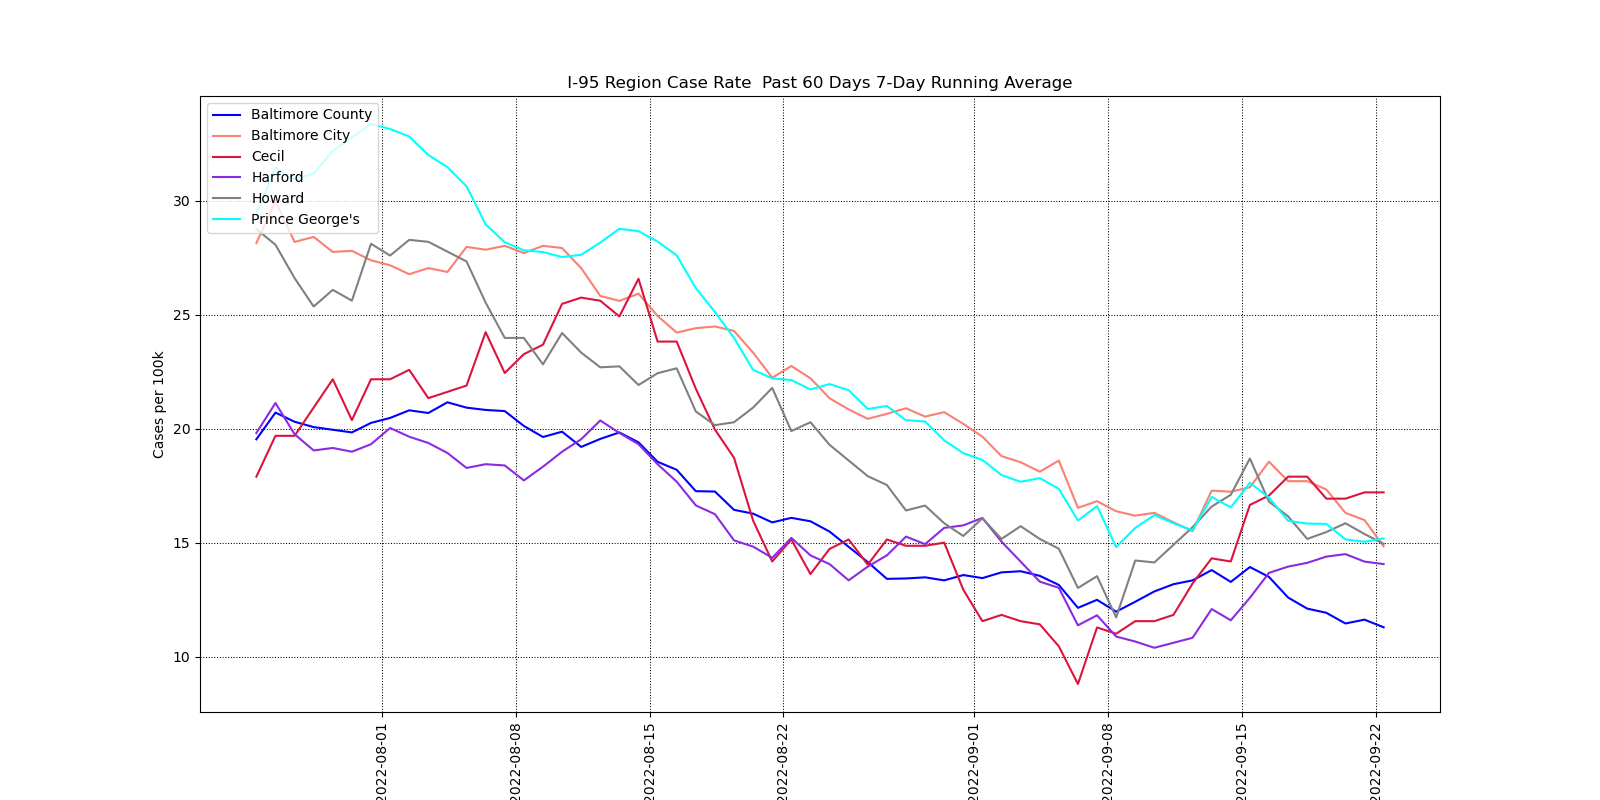 I-95 Region Case Rate  Past 60 Days 7-Day Running Average
Baltimore County
Baltimore City
Cecil
Harford
Howard
Prince George's
30
25
20
15
10
Cases per 100k
2022-08-01
2022-08-08
2022-08-15
2022-08-22
2022-09-01
2022-09-08
2022-09-15
2022-09-22